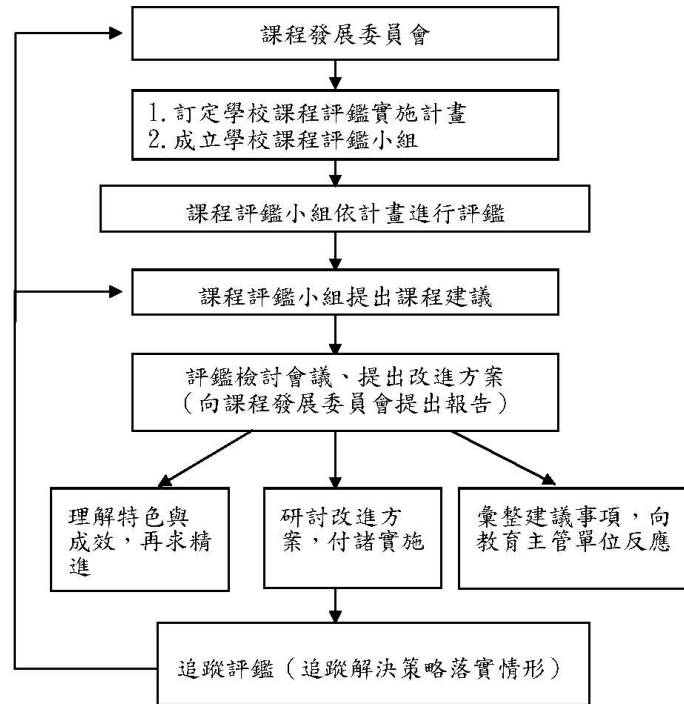 課程發展委員會
1.訂定學校課程評鑑實施計畫
2.成立學校課程評鑑小組
課程評鑑小組依計畫進行評鑑
課程評鑑小組提出課程建議
評鑑檢討會議、提出改進方案
（向課程發展委員會提出報告）
理解特色與
成效，再求精
進
研討改進方
案，付諸實施
彙整建議事項，向
教育主管單位反應
追蹤評鑑（追蹤解決策略落實情形）